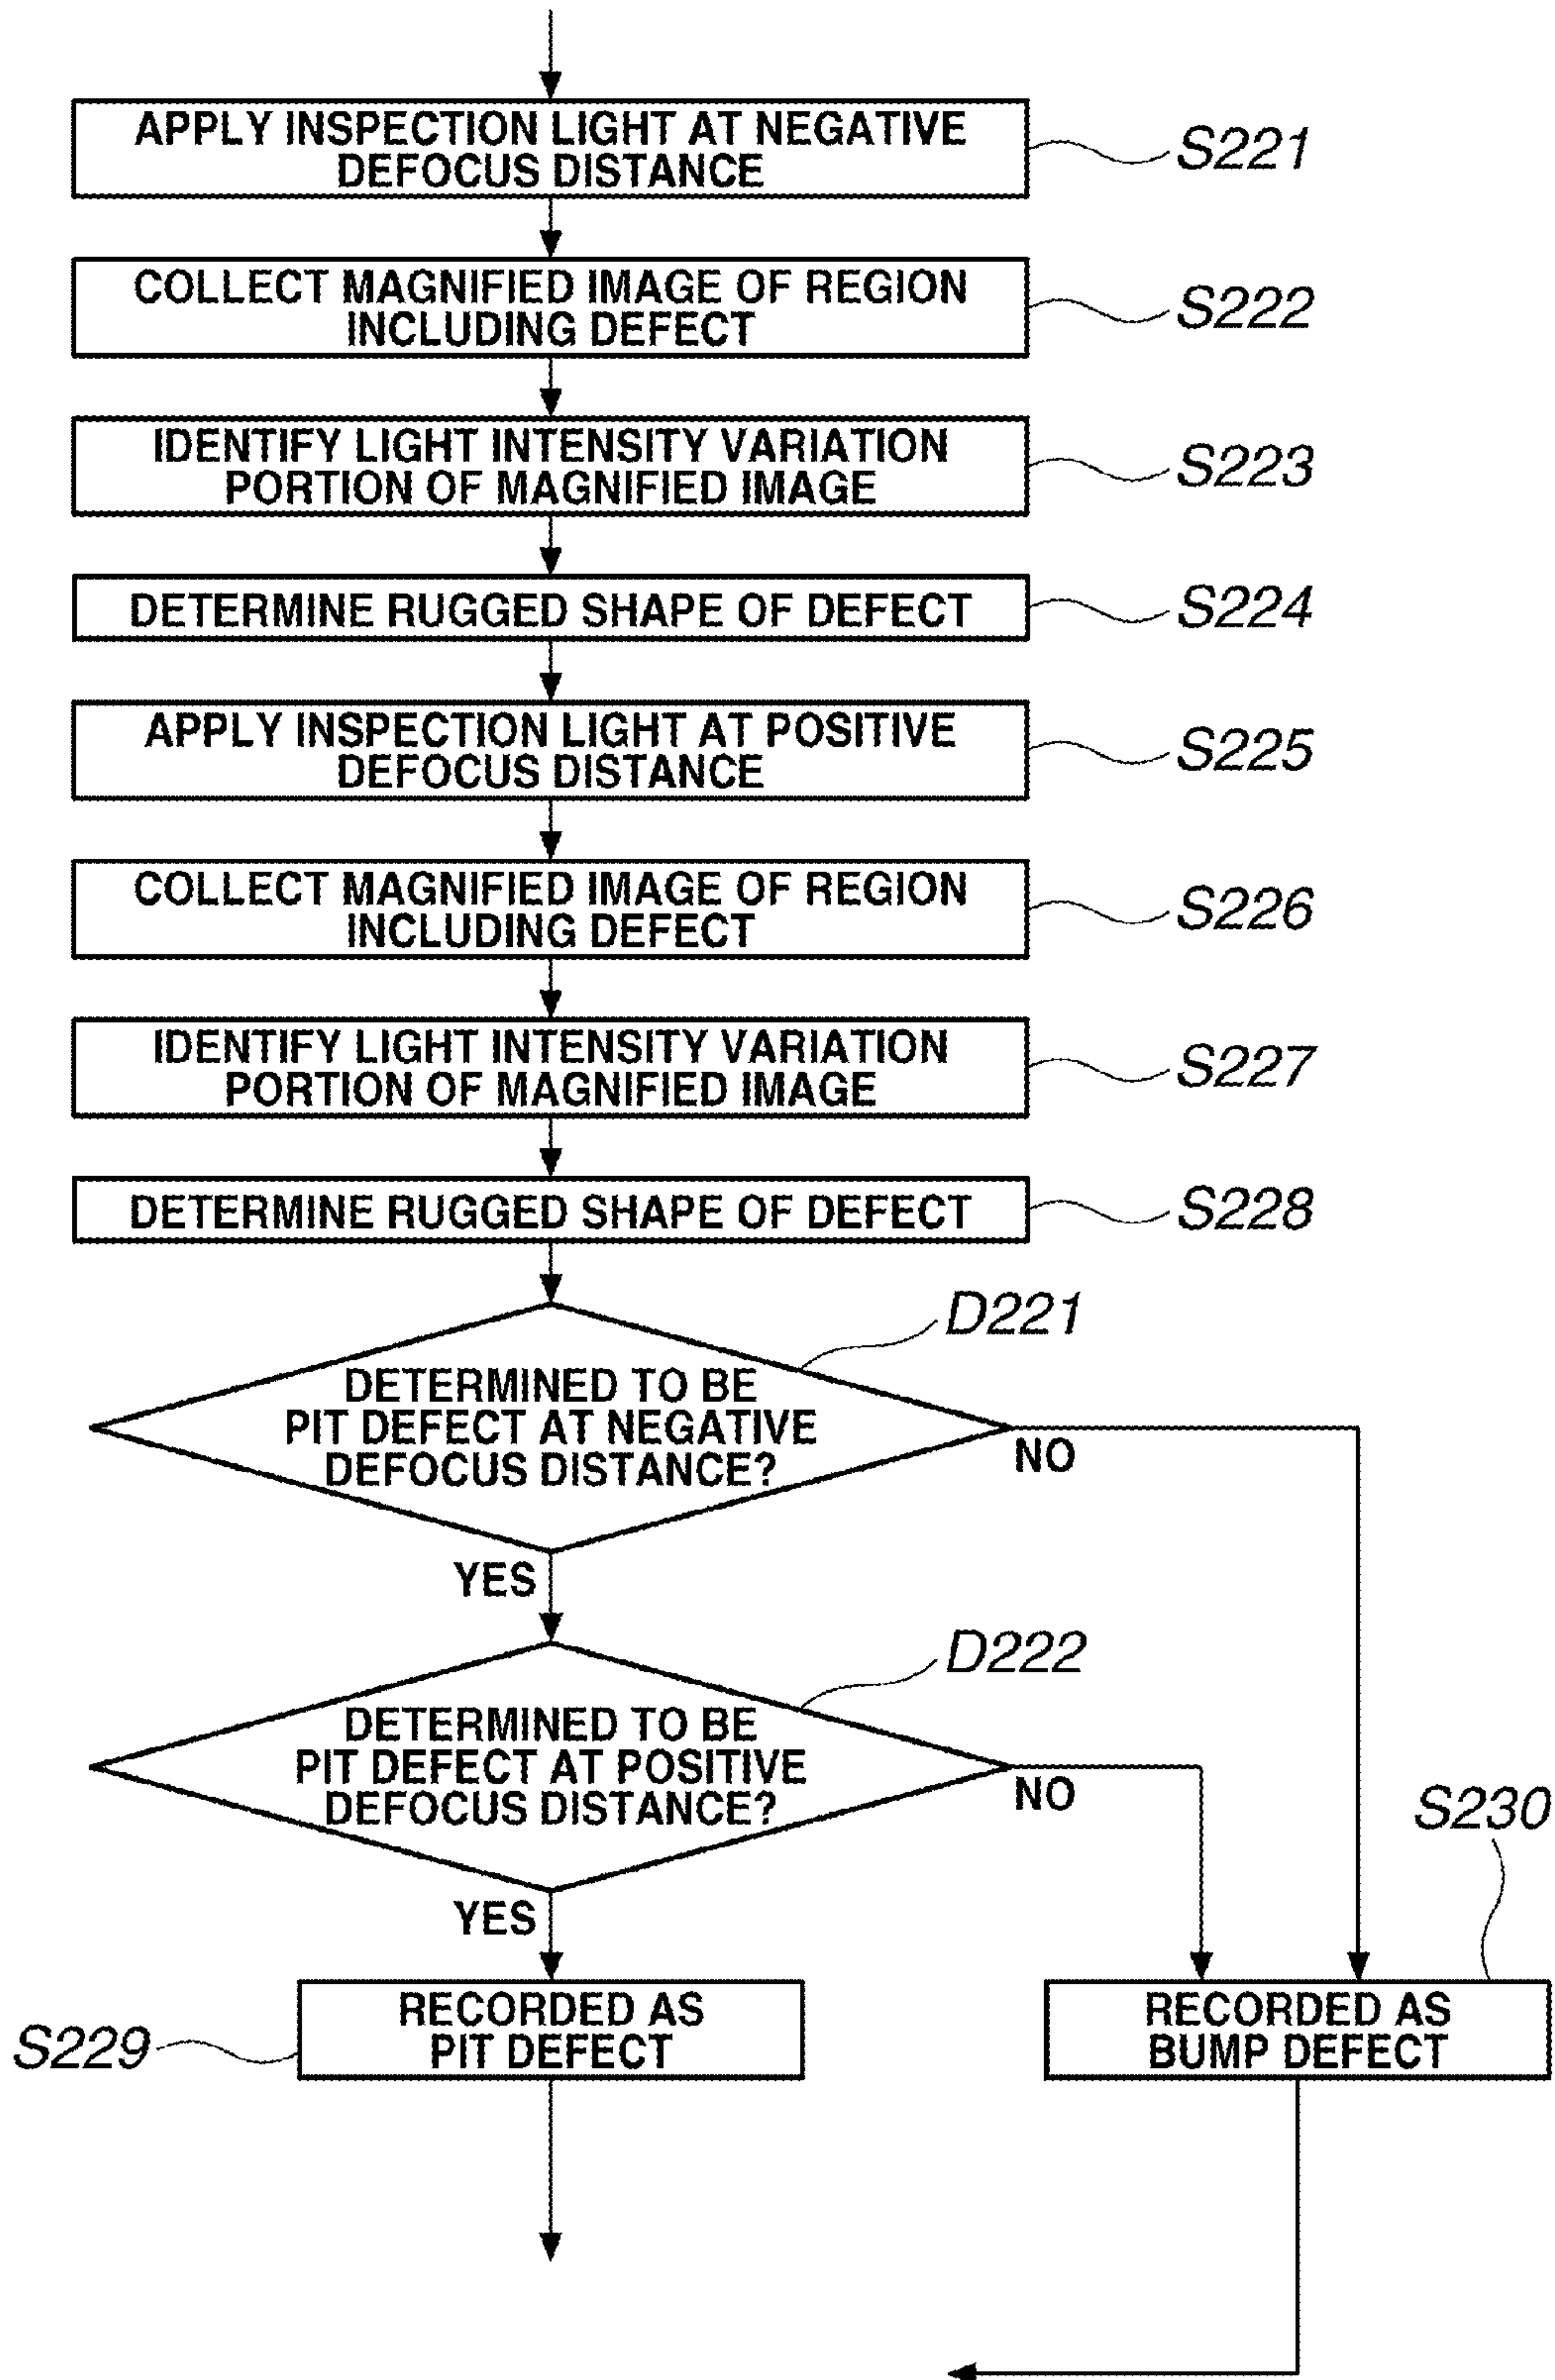 APPLY INSPECTION LIGHT AT NEGATIVE
DEFOCUS DISTANCE
S221
COLLECT MAGNIFIED IMAGE OF REGION
INCLUDING DEFECT
S222
IDENTIFY LIGHT INTENSITY VARIATION
PORTION OF MAGNIFIED IMAGE
S223
DETERMINE RUGGED SHAPE OF DEFECT
S224
APPLY INSPECTION LIGHT AT POSITIVE
DEFOCUS DISTANCE
S225
COLLECT MAGNIFIED IMAGE OF REGION
INCLUDING DEFECT
S226
IDENTIFY LIGHT INTENSITY VARIATION
PORTION OF MAGNIFIED IMAGE
S227
DETERMINE RUGGED SHAPE OF DEFECT
S228
D221
DETERMINED TO BE
PIT DEFECT AT NEGATIVE
DEFOCUS DISTANCE?
NO
YES
D222
DETERMINED TO BE
PIT DEFECT AT POSITIVE
DEFOCUS DISTANCE?
NO
YES
S230
RECORDED AS
PIT DEFECT
S229
RECORDED AS
BUMP DEFECT